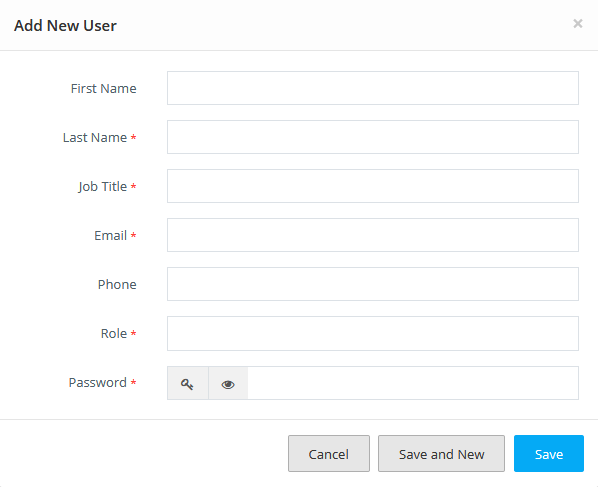 Add New User ×
First Name
Last Name *
Job Title *
Email *
Phone
Role *
Password *
Cancel Save and New Save